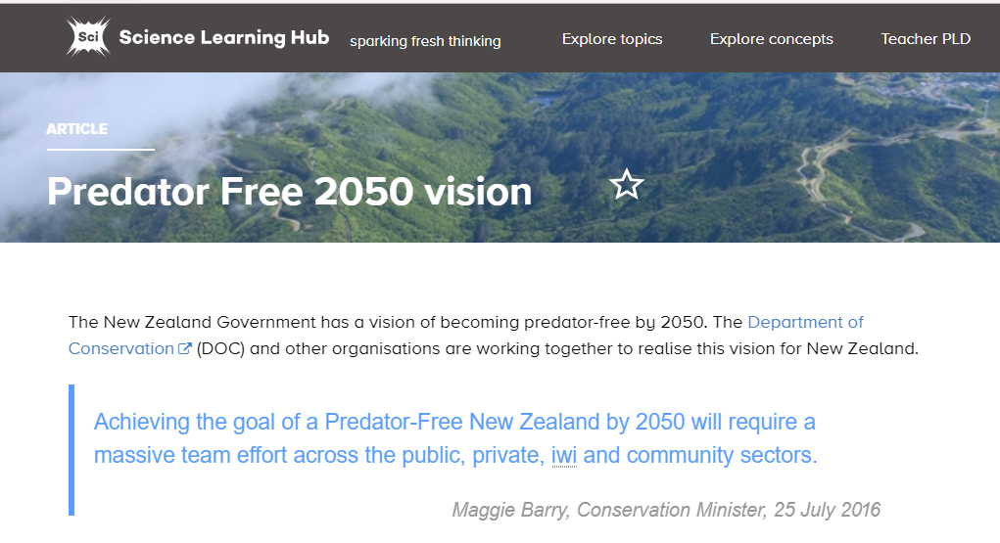 Sci Science Learning Hub sparking fresh thinking Explore topics Explore concepts Teacher PLD
ARTICLE
Predator Free 2050 vision
The New Zealand Government has a vision of becoming predator-free by 2050. The Department of
Conservation (DOC) and other organisations are working together to realise this vision for New Zealand.
Achieving the goal of a Predator-Free New Zealand by 2050 will require a
massive team effort across the public, private, iwi and community sectors.
Maggie Barry, Conservation Minister, 25 July 2016